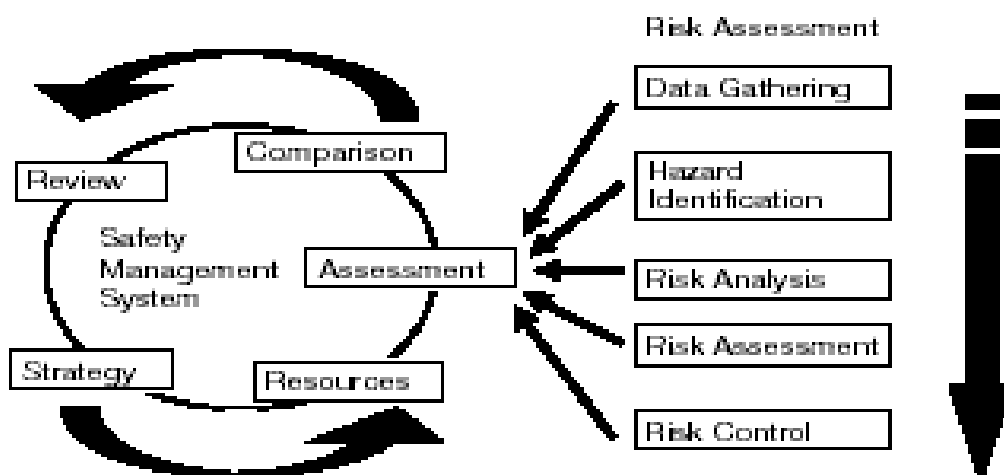 Risk Assessment
Data Gathering
Comparison
Review
Hazard
Identification
Safety
Management
System
Assessment
Risk Analysis
Risk Assessment
Strategy
Resources
Risk Control